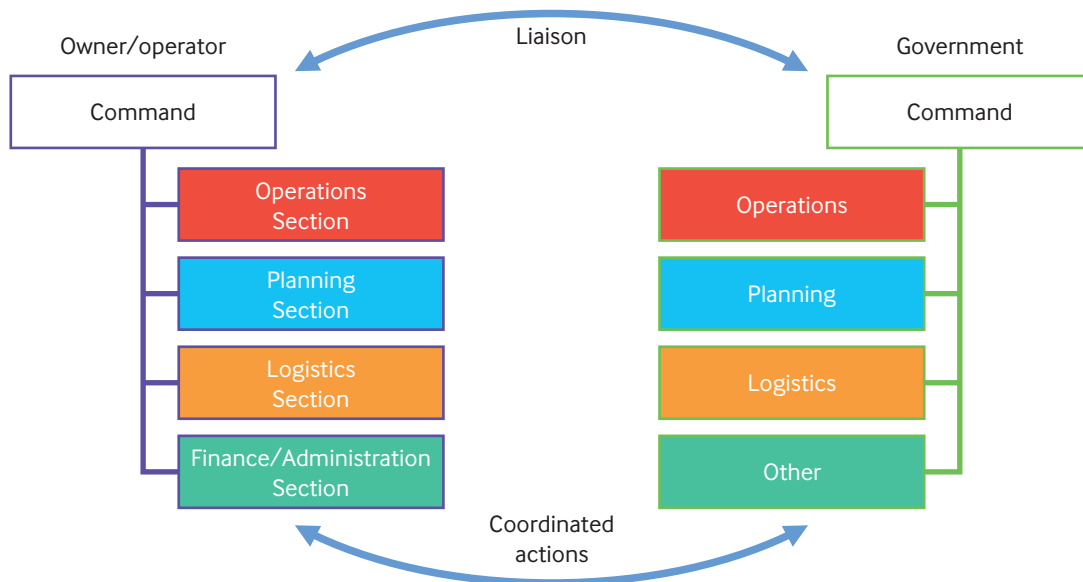 Owner/operator
Liaison
Government
Command
Command
Operations
Section
Operations
Planning
Section
Planning
Logistics
Section
Logistics
Finance/Administration
Section
Other
Coordinated
actions